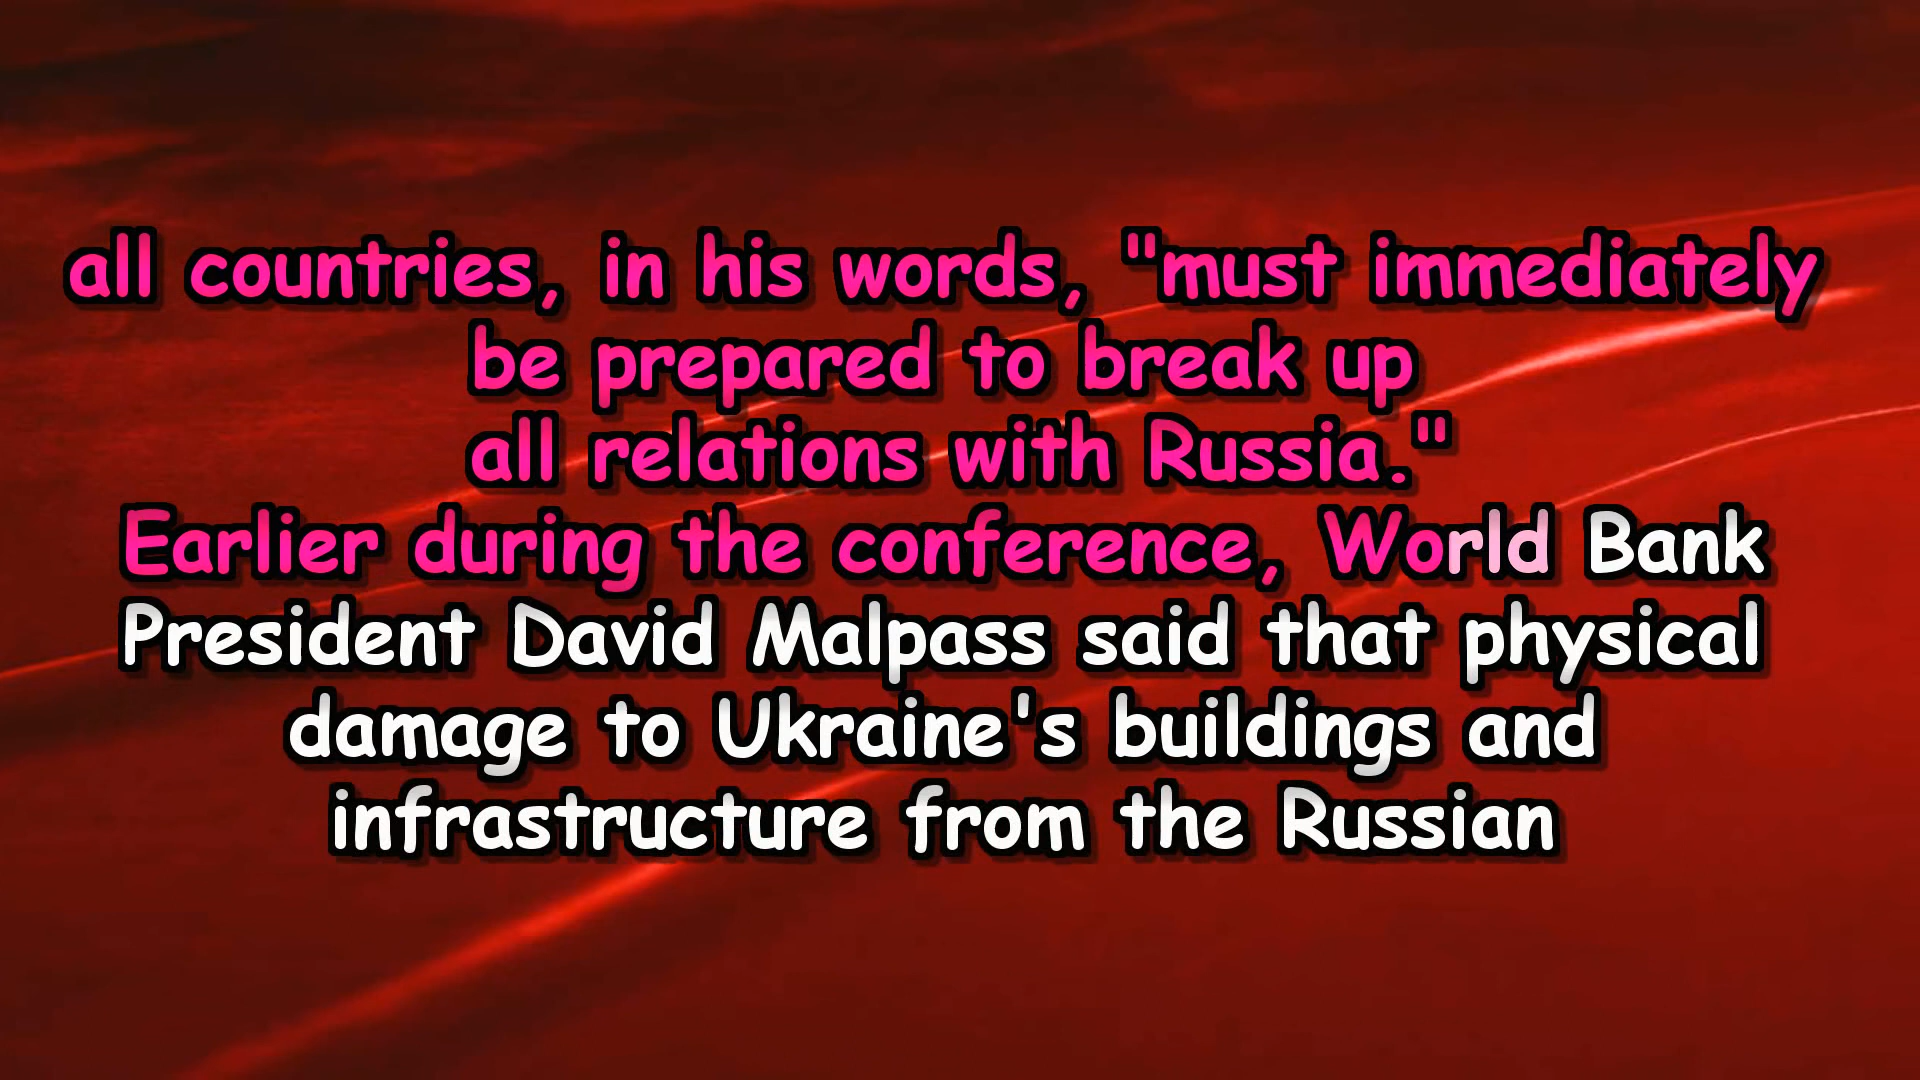 all countries, in his words, "must immediately
be prepared to break up
all relations with Russia."
Earlier during the conference, World Bank
President David Malpass said that physical
damage to Ukraine's buildings and
infrastructure from the Russian